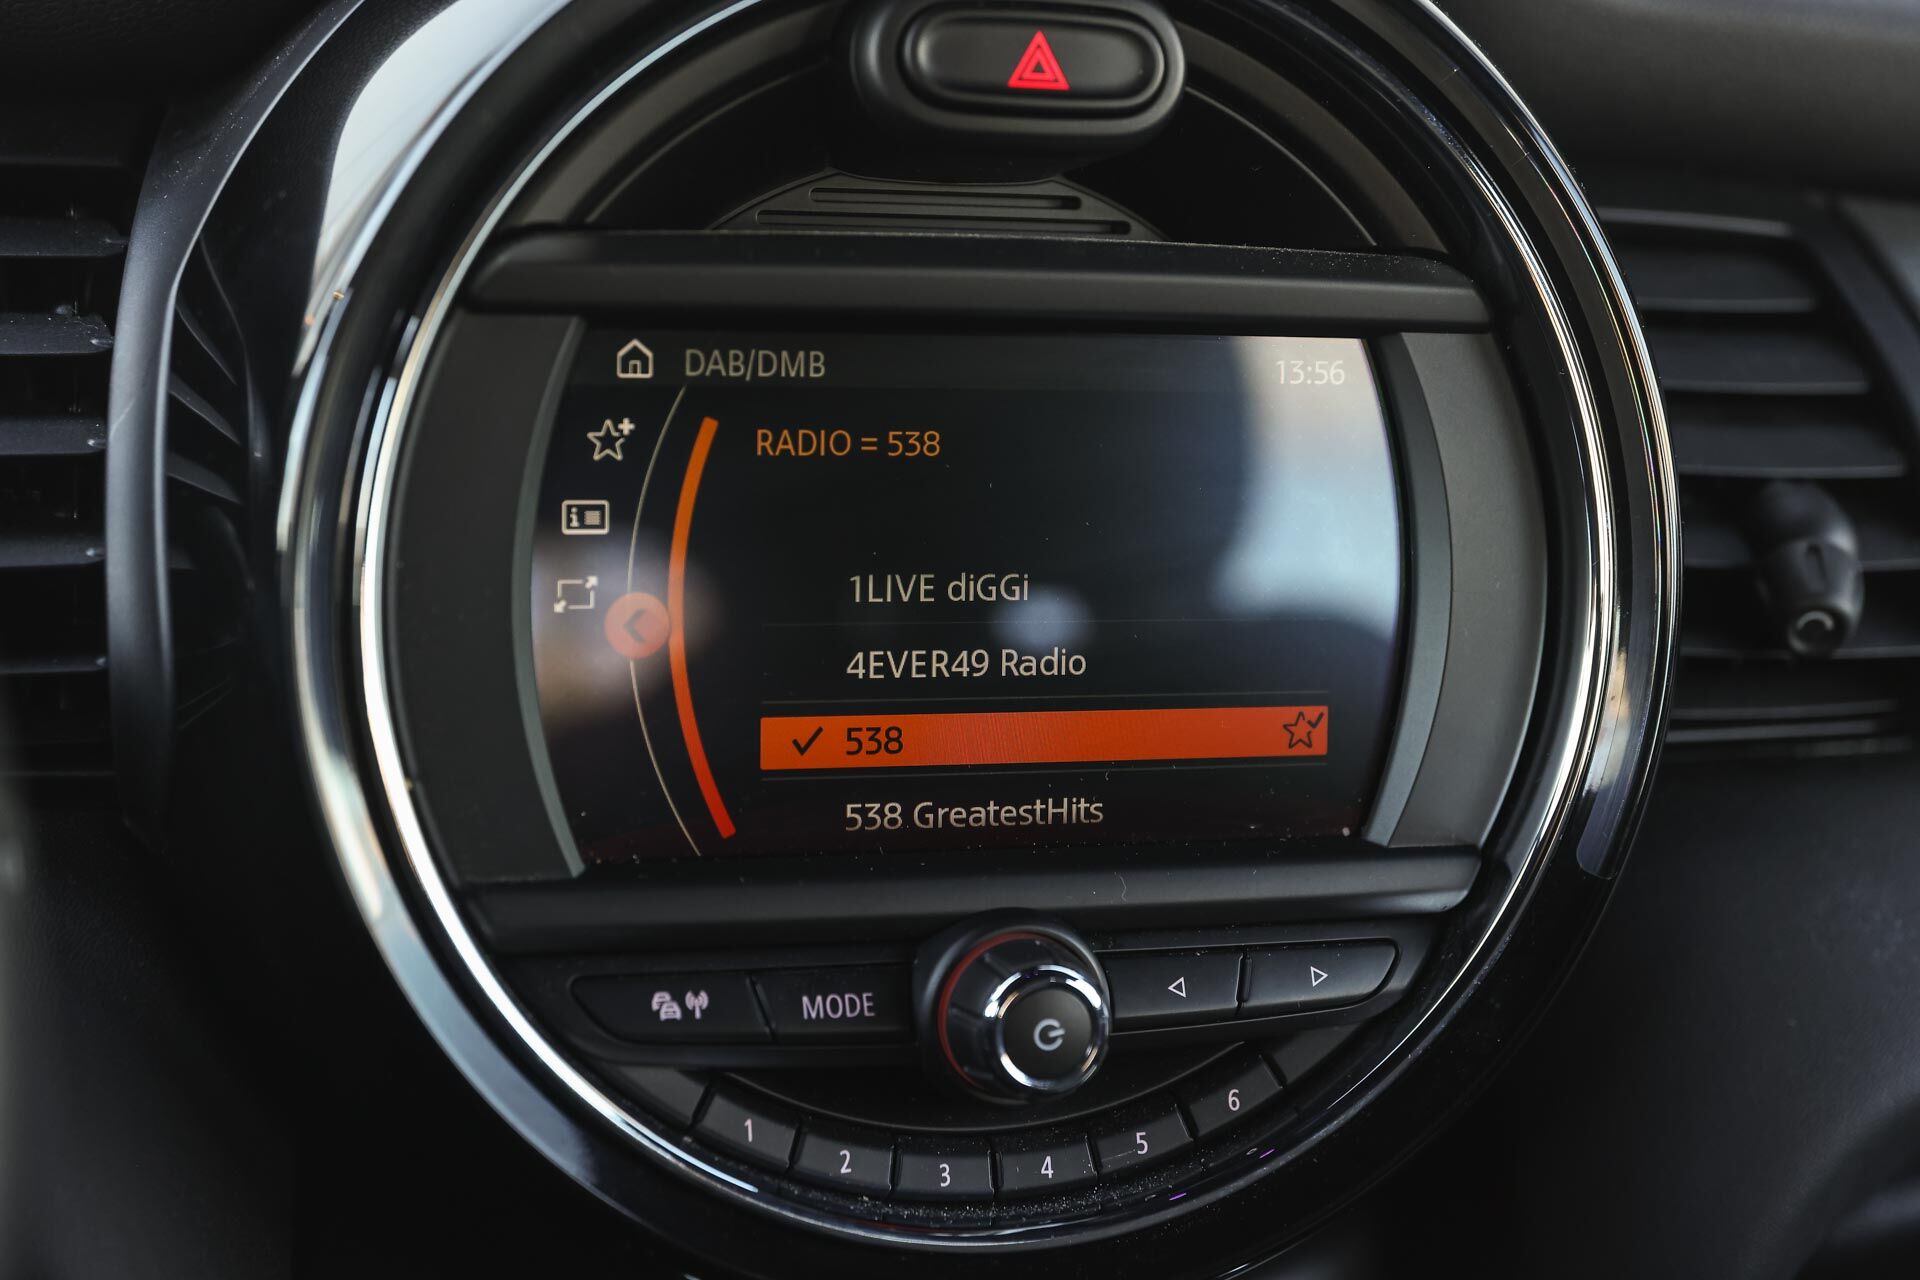 DAB/DMB
13:56
RADIO = 538
1LIVE diGGi
4EVER49 Radio
538
538 GreatestHits
MODE
1
2
3
4
5
6